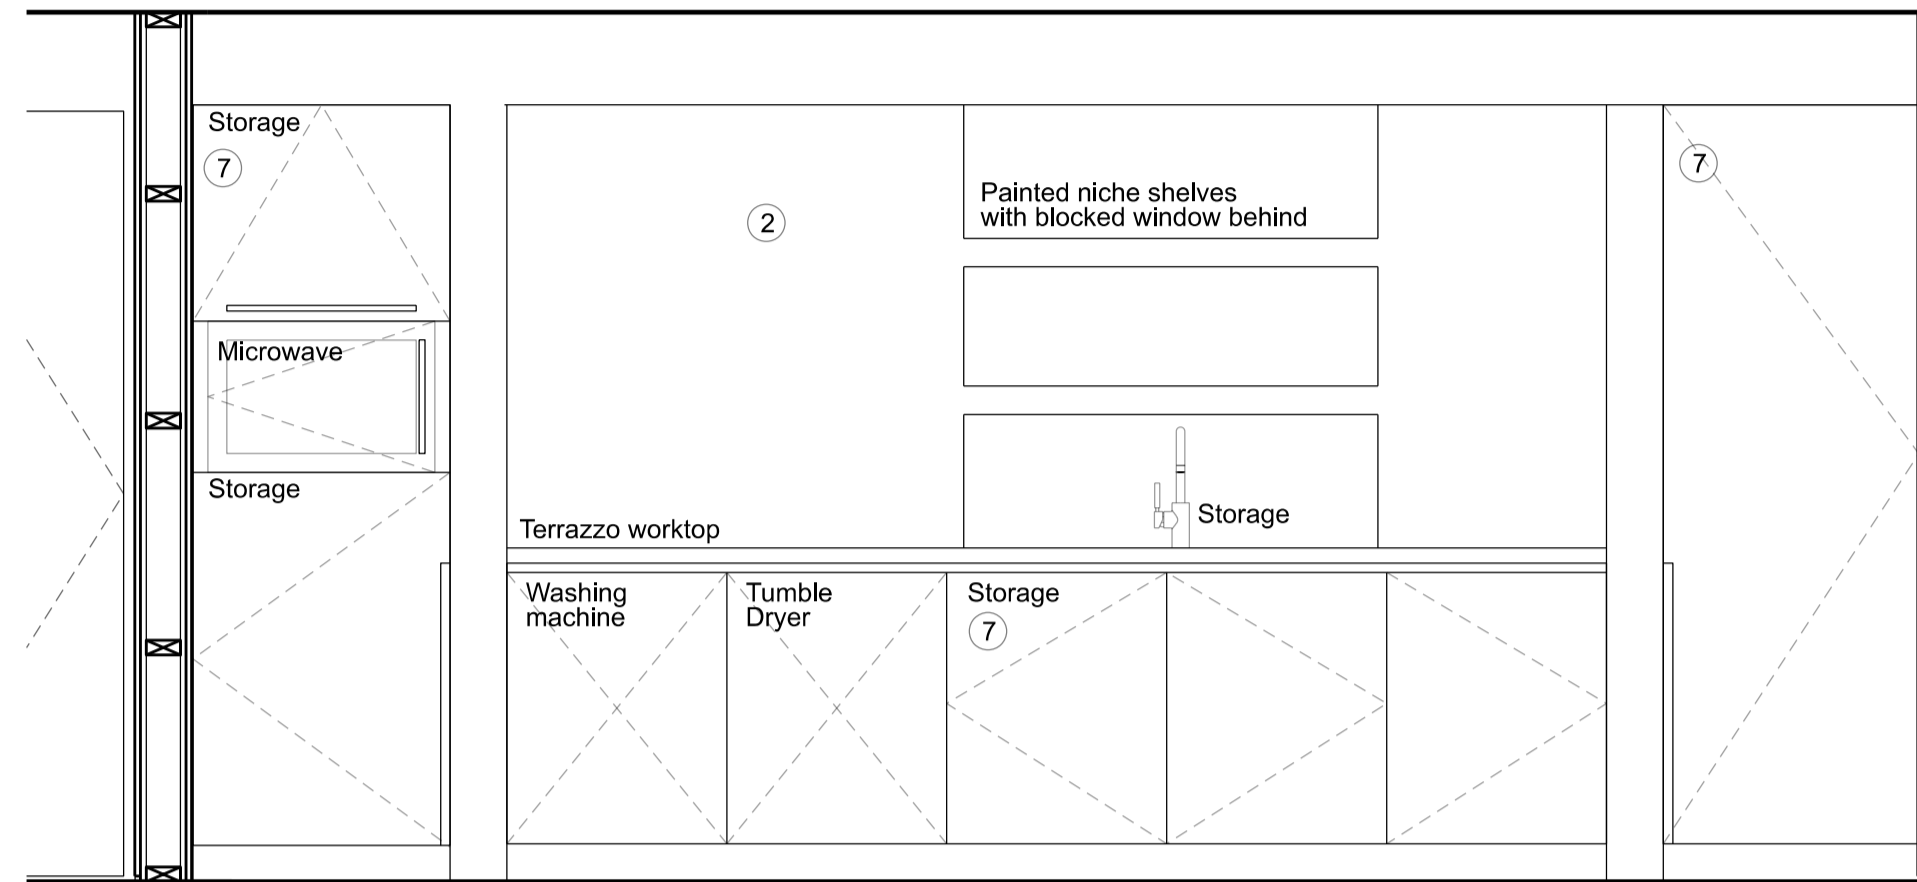 Storage
7
Microwave
Storage
2
Painted niche shelves
with blocked window behind
7
Storage
Terrazzo worktop
Washing
machine
Tumble
Dryer
Storage
7